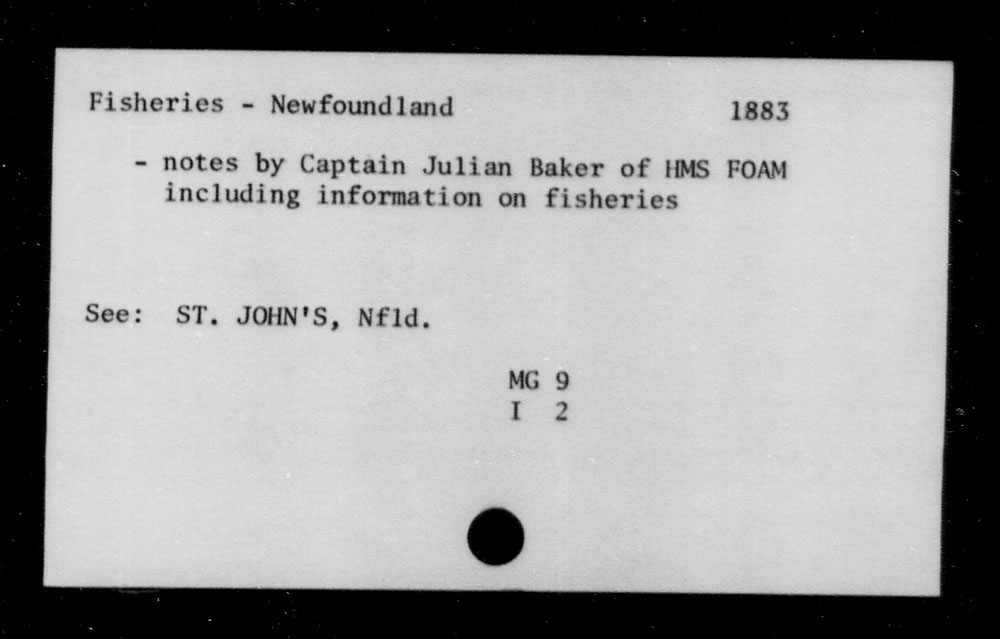 Fisheries - Newfoundland 1883
- notes by Captain Julian Baker of HMS FOAM
including information on fisheries
See: ST. JOHN'S, Nfld.
MG 9
I 2